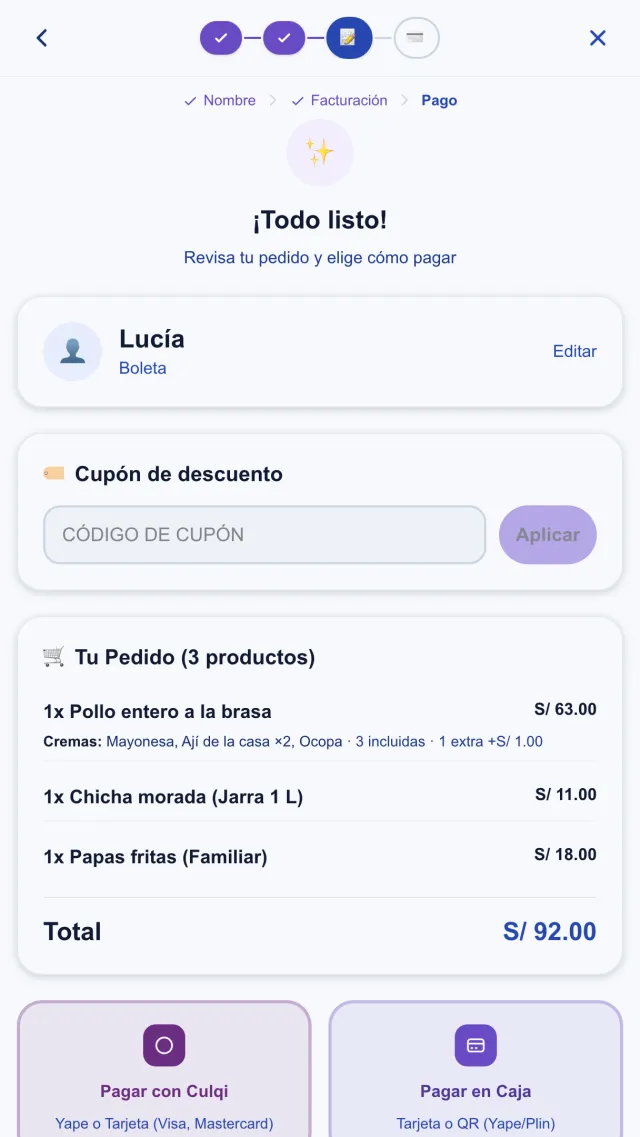 Nombre
Facturación
Pago
¡Todo listo!
Revisa tu pedido y elige cómo pagar
Lucía
Boleta
Editar
Cupón de descuento
CÓDIGO DE CUPÓN
Aplicar
Tu Pedido (3 productos)
1x Pollo entero a la brasa
S/ 63.00
Cremas: Mayonesa, Ají de la casa ×2, Ocopa · 3 incluidas · 1 extra +S/ 1.00
1x Chicha morada (Jarra 1 L)
S/ 11.00
1x Papas fritas (Familiar)
S/ 18.00
Total
S/ 92.00
Pagar con Culqi
Yape o Tarjeta (Visa, Mastercard)
Pagar en Caja
Tarjeta o QR (Yape/Plin)